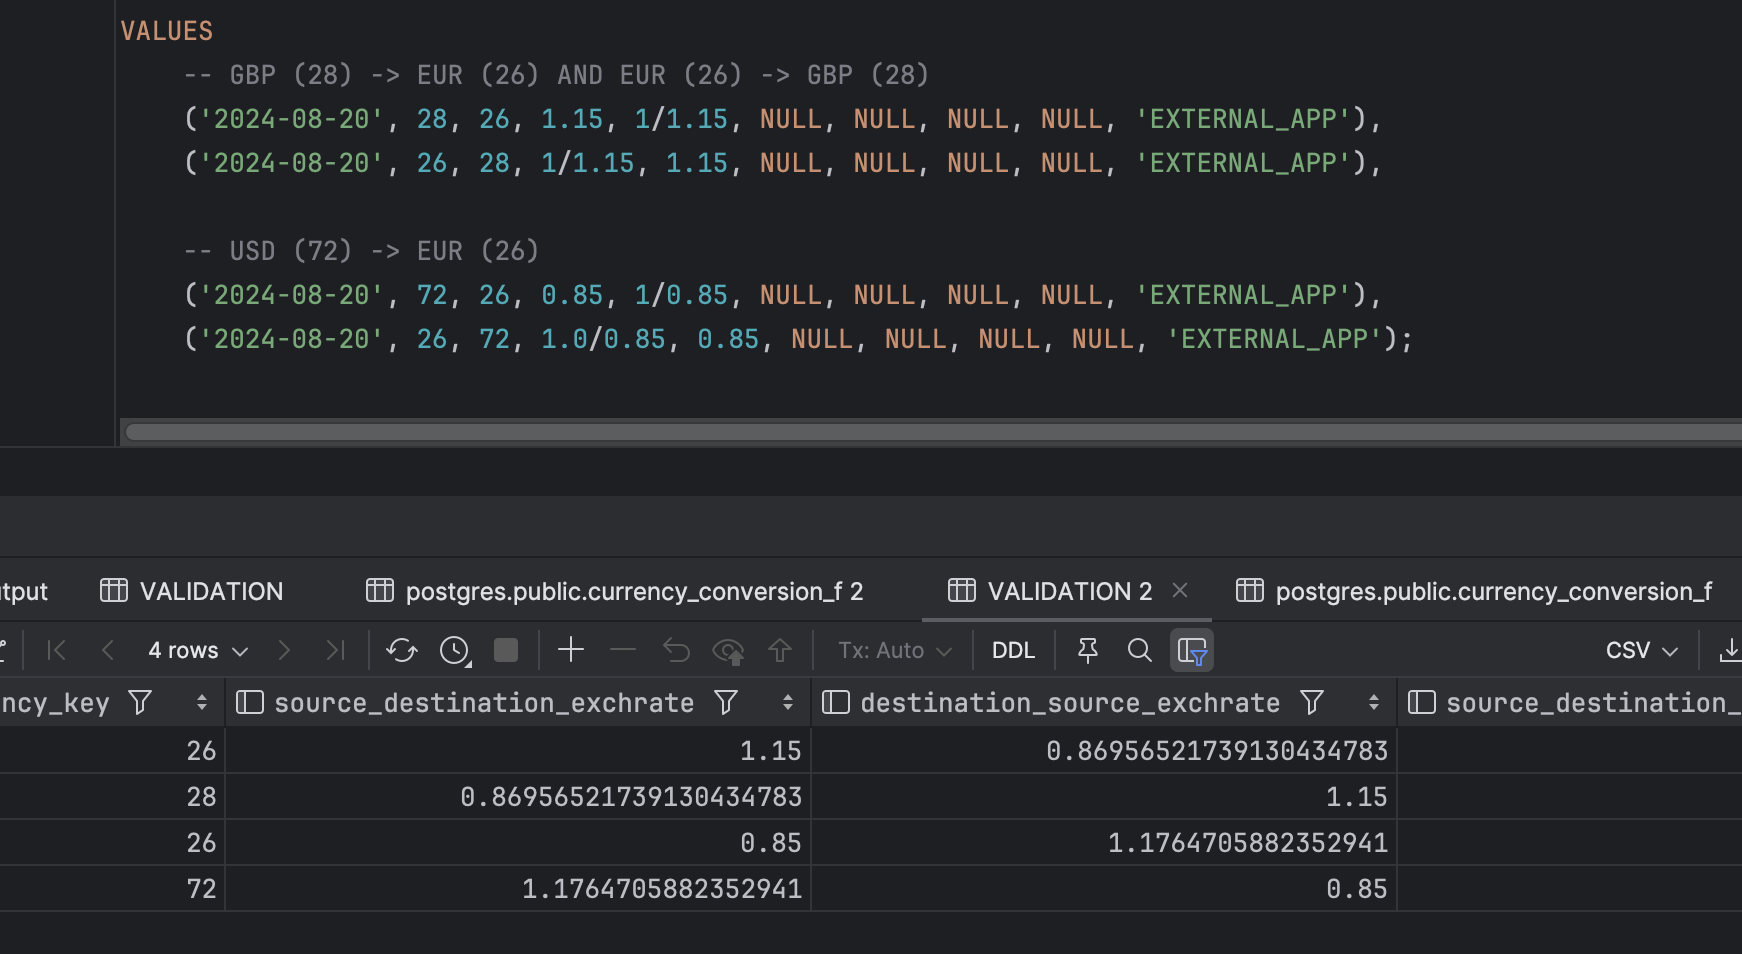 VALUES
-- GBP (28) -> EUR (26) AND EUR (26) -> GBP (28)
('2024-08-20', 28, 26, 1.15, 1/1.15, NULL, NULL, NULL, NULL, 'EXTERNAL_APP'),
('2024-08-20', 26, 28, 1/1.15, 1.15, NULL, NULL, NULL, NULL, 'EXTERNAL_APP'),
-- USD (72) -> EUR (26)
('2024-08-20', 72, 26, 0.85, 1/0.85, NULL, NULL, NULL, NULL, 'EXTERNAL_APP'),
('2024-08-20', 26, 72, 1.0/0.85, 0.85, NULL, NULL, NULL, NULL, 'EXTERNAL_APP');
tput VALIDATION postgres.public.currency_conversion_f 2 VALIDATION 2 postgres.public.currency_conversion_f
4 rows Tx: Auto DDL CSV
ncy_key source_destination_exchrate destination_source_exchrate source_destination_
26 1.15 0.86956521739130434783
28 0.86956521739130434783 1.15
26 0.85 1.1764705882352941
72 1.1764705882352941 0.85